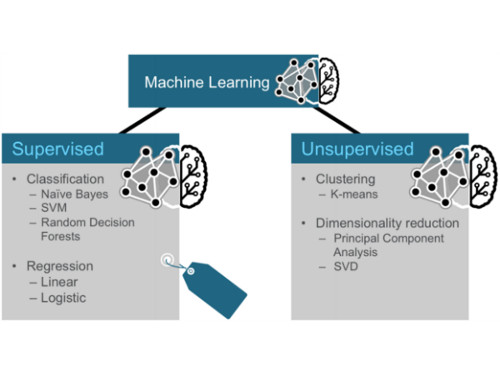 Machine Learning
Supervised
• Classification
– Naïve Bayes
– SVM
– Random Decision
Forests
• Regression
– Linear
– Logistic
Unsupervised
• Clustering
– K-means
• Dimensionality reduction
– Principal Component
Analysis
– SVD